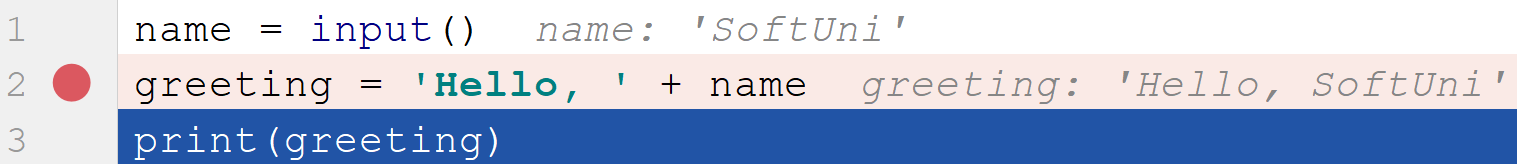 1 name = input() name: 'SoftUni'
2 greeting = 'Hello, ' + name greeting: 'Hello, SoftUni'
3 print(greeting)